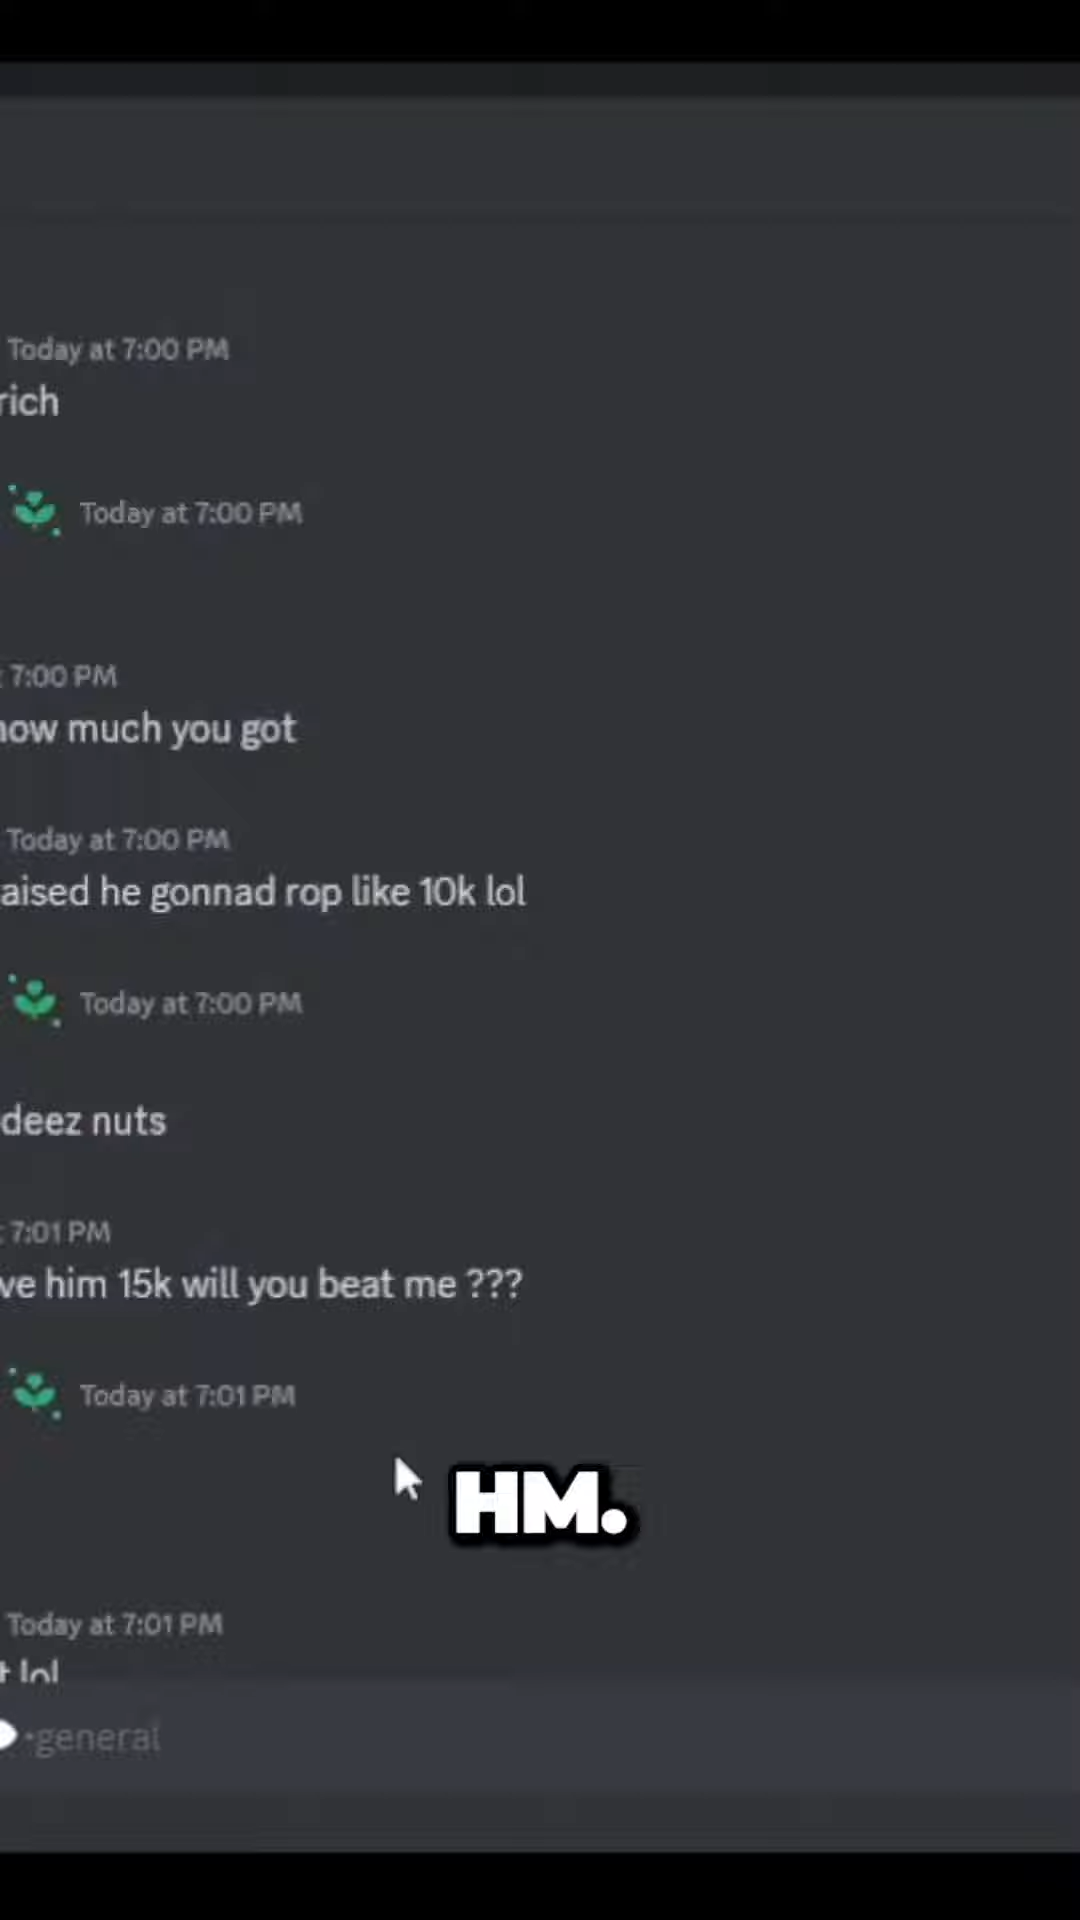 Today at 7:00 PM
rich
Today at 7:00 PM
7:00 PM
how much you got
Today at 7:00 PM
aised he gonnad rop like 10k lol
Today at 7:00 PM
deez nuts
7:01 PM
ve him 15k will you beat me ???
Today at 7:01 PM
HM.
Today at 7:01 PM
t lol
general